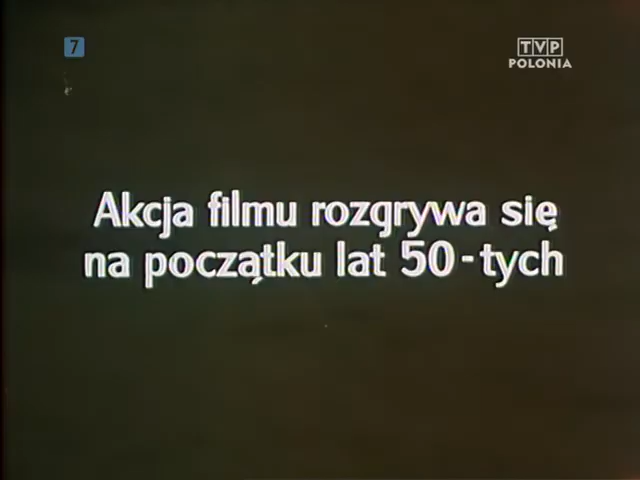 7
TVP
POLONIA
Akcja filmu rozgrywa się
na początku lat 50-tych